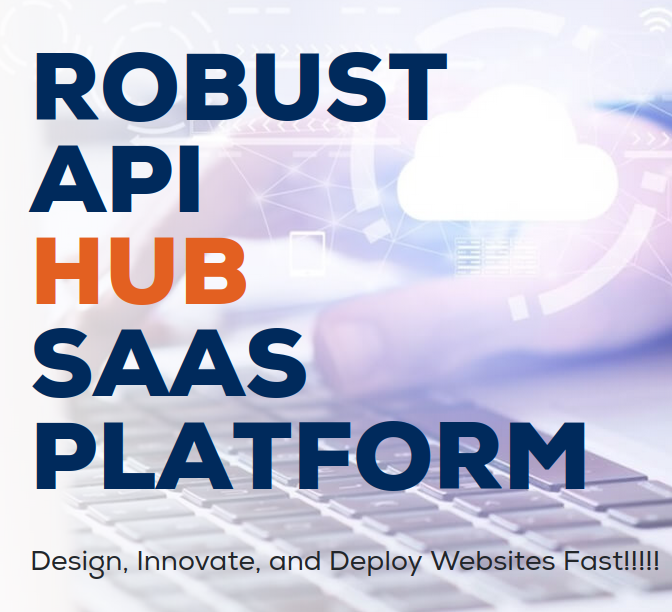 ROBUST
API
HUB
SAAS
PLATFORM
Design, Innovate, and Deploy Websites Fast!!!!!